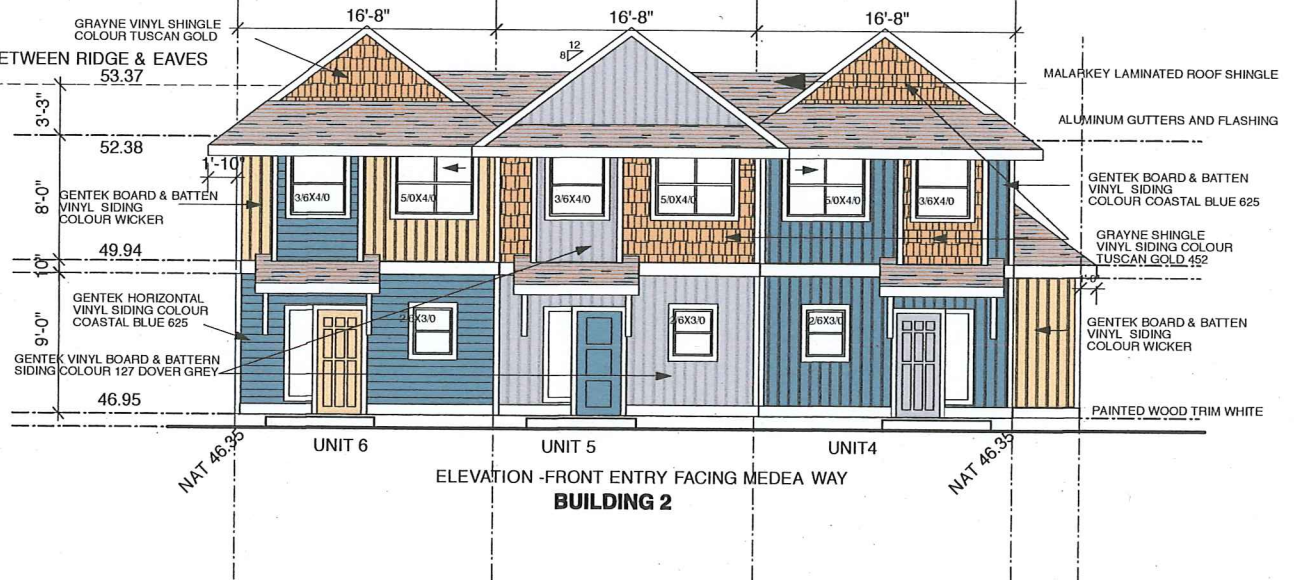 16'-8"
16'-8"
16'-8"
GRAYNE VINYL SHINGLE
COLOUR TUSCAN GOLD
12
8
ETWEEN RIDGE & EAVES
53.37
MALARKEY LAMINATED ROOF SHINGLE
3'-3"
ALUMINUM GUTTERS AND FLASHING
52.38
1'-10"
8'-0"
GENTEK BOARD & BATTEN
VINYL SIDING
COLOUR WICKER
3/6X4/0
5/0X4/0
3/6X4/0
5/0X4/0
5/0X4/0
3/6X4/0
GENTEK BOARD & BATTEN
VINYL SIDING
COLOUR COASTAL BLUE 625
GRAYNE SHINGLE
VINYL SIDING COLOUR
TUSCAN GOLD 452
49.94
GENTEK HORIZONTAL
VINYL SIDING COLOUR
COASTAL BLUE 625
9'-0"
2/6X3/0
2/6X3/0
2/6X3/0
GENTEK BOARD & BATTEN
VINYL SIDING
COLOUR WICKER
GENTEK VINYL BOARD & BATTERN
SIDING COLOUR 127 DOVER GREY
46.95
PAINTED WOOD TRIM WHITE
NAT 46.35
UNIT 6
UNIT 5
UNIT4
NAT 46.35
ELEVATION -FRONT ENTRY FACING MEDEA WAY
BUILDING 2